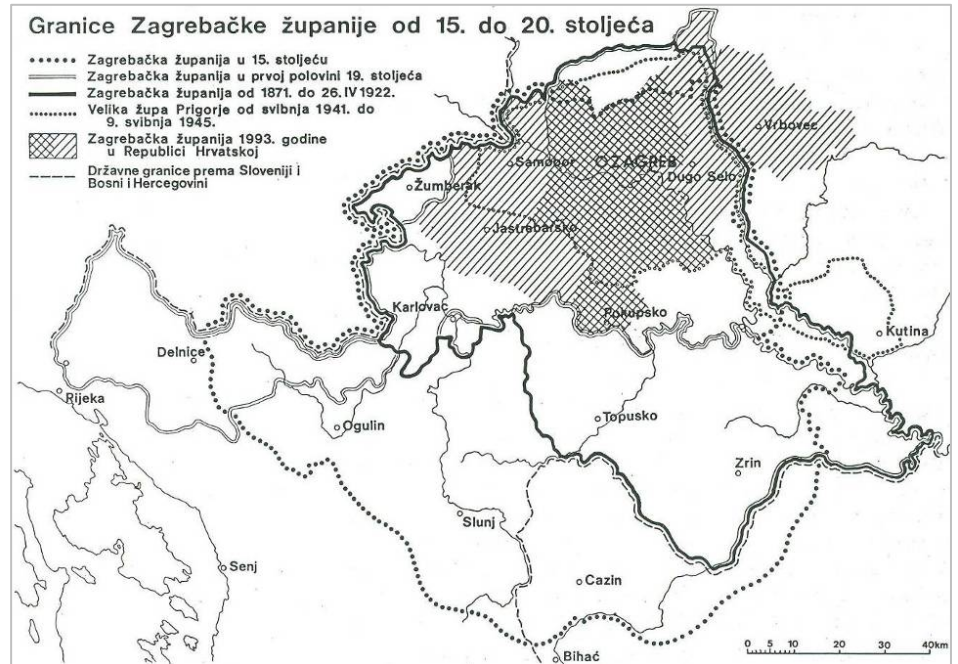 Granice Zagrebačke županije od 15. do 20. stoljeća
Zagrebačka županija u 15. stoljeću
Zagrebačka županija u prvoj polovini 19. stoljeća
Zagrebačka županija od 1871. do 26. IV 1922.
Velika župa Prigorje od svibnja 1941. do
9. svibnja 1945.
Zagrebačka županija 1993. godine
u Republici Hrvatskoj
Državne granice prema Sloveniji i
Bosni i Hercegovini
Vrbovec
Samobor
ZAGREB
Dugo Selo
Žumberak
Jastrebarsko
Karlovac
Pokupsko
Kutina
Delnice
Rijeka
Ogulin
Topusko
Zrin
Slunj
Senj
Cazin
Bihać
0 5 10 20 30 40km